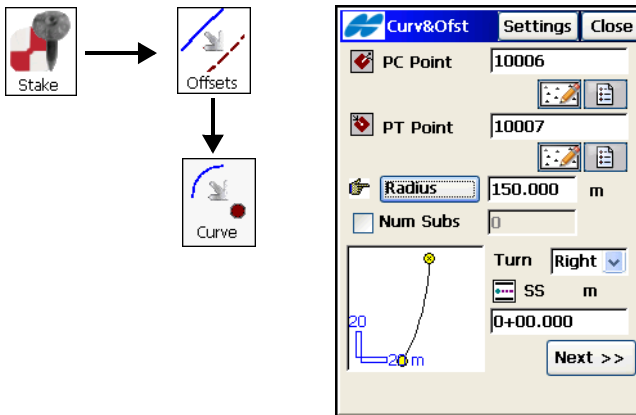 Stake
Offsets
Curve
Curv&Ofst Settings Close
PC Point 10006
PT Point 10007
Radius 150.000 m
Num Subs 0
Turn Right
SS m
0+00.000
20
20 m
Next >>